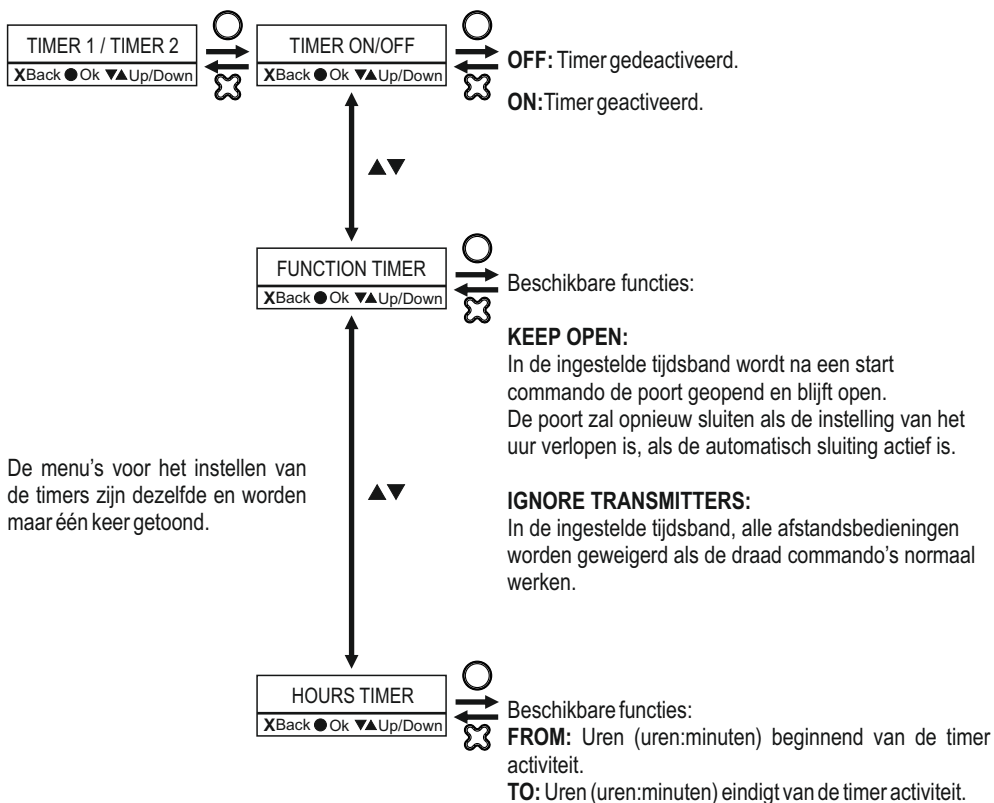 TIMER 1 / TIMER 2
XBack ● Ok ▼▲Up/Down
TIMER ON/OFF
XBack ● Ok ▼▲Up/Down
OFF: Timer gedeactiveerd.
ON:Timer geactiveerd.
▲▼
FUNCTION TIMER
XBack ● Ok ▼▲Up/Down
Beschikbare functies:
KEEP OPEN:
In de ingestelde tijdsband wordt na een start
commando de poort geopend en blijft open.
De poort zal opnieuw sluiten als de instelling van het
uur verlopen is, als de automatisch sluiting actief is.
De menu's voor het instellen van
de timers zijn dezelfde en worden
maar één keer getoond.
▲▼
IGNORE TRANSMITTERS:
In de ingestelde tijdsband, alle afstandsbedieningen
worden geweigerd als de draad commando's normaal
werken.
HOURS TIMER
XBack ● Ok ▼▲Up/Down
Beschikbare functies:
FROM: Uren (uren:minuten) beginnend van de timer
activiteit.
TO: Uren (uren:minuten) eindigt van de timer activiteit.